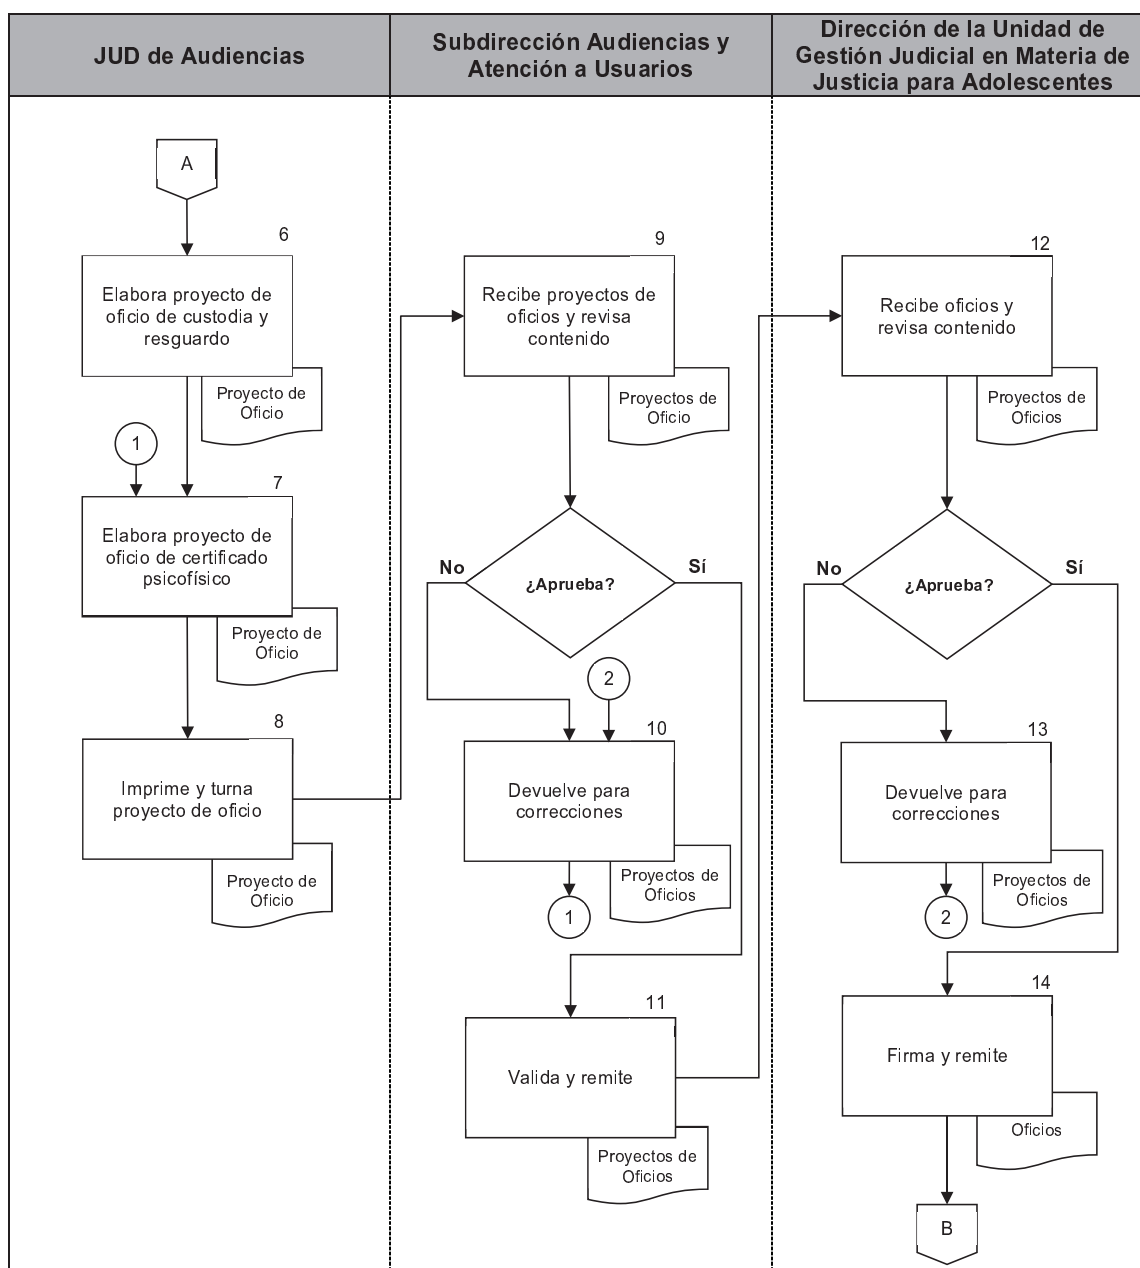 JUD de Audiencias
Subdirección Audiencias y
Atención a Usuarios
Dirección de la Unidad de
Gestión Judicial en Materia de
Justicia para Adolescentes
A
6
Elabora proyecto de
oficio de custodia y
resguardo
Proyecto de
Oficio
1
7
Elabora proyecto de
oficio de certificado
psicofísico
Proyecto de
Oficio
8
Imprime y turna
proyecto de oficio
Proyecto de
Oficio
9
Recibe proyectos de
oficios y revisa
contenido
Proyectos de
Oficio
¿Aprueba?
No
Sí
2
10
Devuelve para
correcciones
Proyectos de
Oficios
1
11
Valida y remite
Proyectos de
Oficios
12
Recibe oficios y
revisa contenido
Proyectos de
Oficios
¿Aprueba?
No
Sí
13
Devuelve para
correcciones
Proyectos de
Oficios
2
14
Firma y remite
Oficios
B